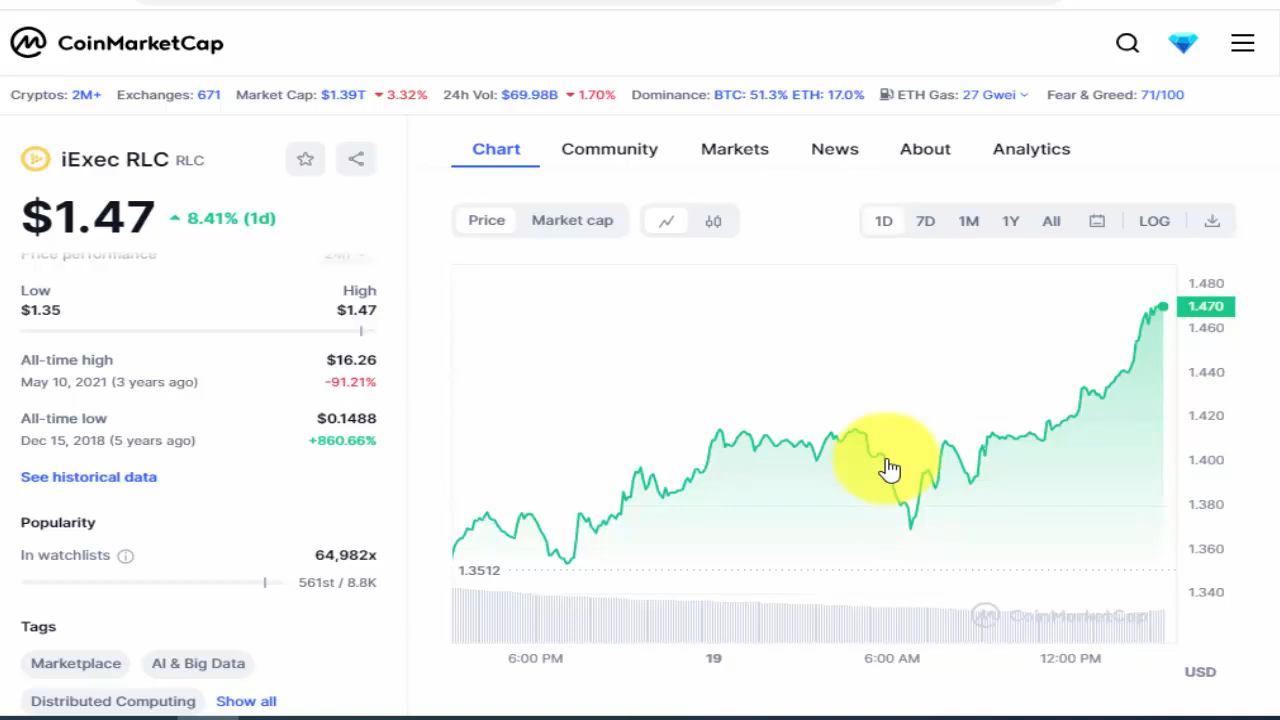 CoinMarketCap
Cryptos: 2M+ Exchanges: 671 Market Cap: $1.39T 3.32% 24h Vol: $69.98B 1.70% Dominance: BTC: 51.3% ETH: 17.0% ETH Gas: 27 Gwei Fear & Greed: 71/100
iExec RLC RLC
$1.47 8.41% (1d)
Price performance 24h
Low High
$1.35 $1.47
All-time high $16.26
May 10, 2021 (3 years ago) -91.21%
All-time low $0.1488
Dec 15, 2018 (5 years ago) +860.66%
See historical data
Popularity
In watchlists 64,982x
561st / 8.8K
Tags
Marketplace AI & Big Data
Distributed Computing Show all
Chart Community Markets News About Analytics
Price Market cap 1D 7D 1M 1Y All LOG
1.480
1.470
1.460
1.440
1.420
1.400
1.380
1.360
1.340
1.3512
CoinMarketCap
6:00 PM 19 6:00 AM 12:00 PM
USD